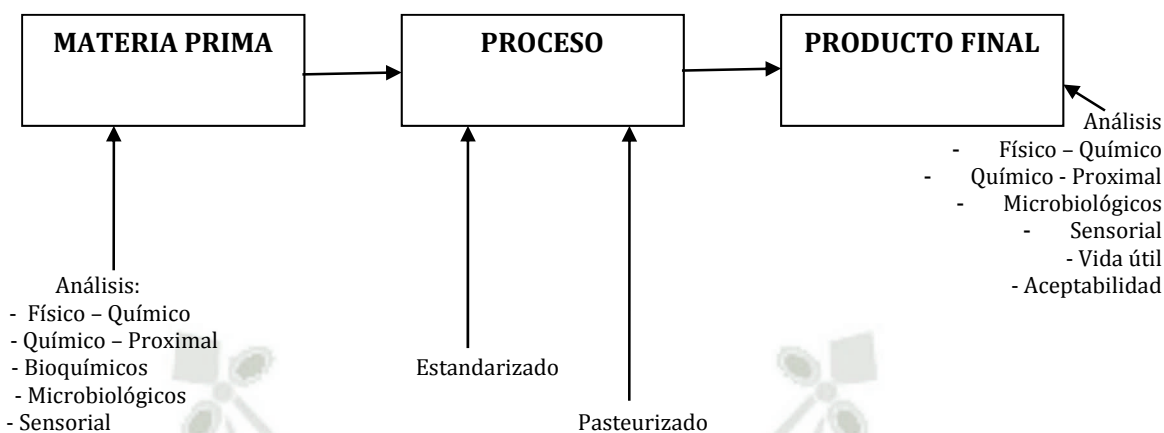 MATERIA PRIMA
PROCESO
PRODUCTO FINAL
Análisis:
- Físico – Químico
- Químico – Proximal
- Bioquímicos
- Microbiológicos
- Sensorial
Estandarizado
Pasteurizado
Análisis
- Físico – Químico
- Químico - Proximal
- Microbiológicos
- Sensorial
- Vida útil
- Aceptabilidad